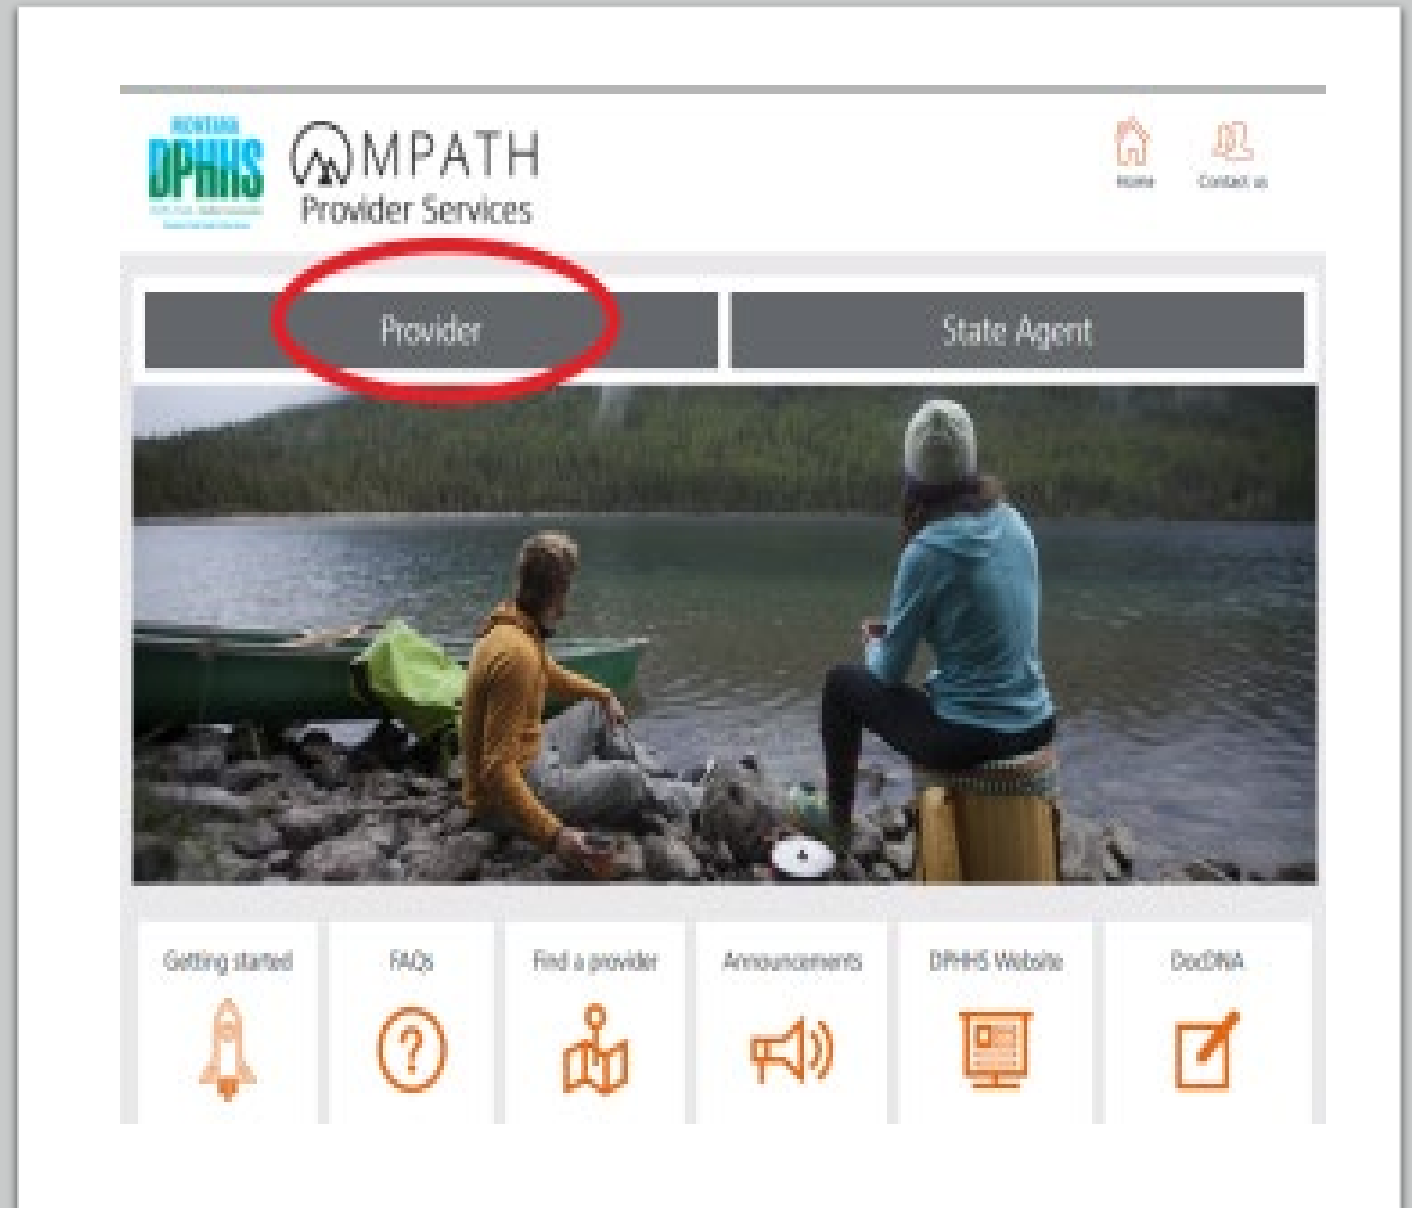 MONTANA
DPHHS
MPATH
Provider Services
Home
Contact us
Provider
State Agent
Getting started
FAQs
Find a provider
Announcements
DPHHS Website
DocDNA